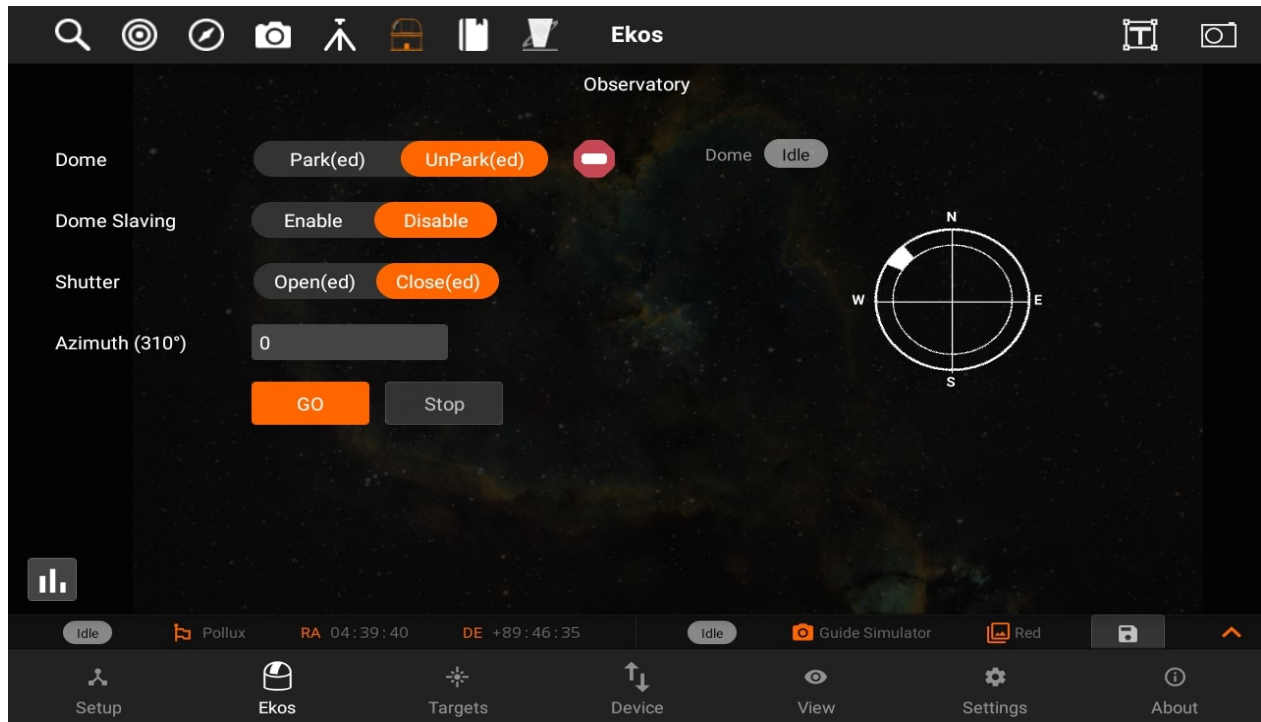 Ekos
Observatory
Dome Park(ed) UnPark(ed) Dome Idle
Dome Slaving Enable Disable
N
Shutter Open(ed) Close(ed)
W E
Azimuth (310°) 0
S
GO Stop
Idle Pollux RA 04:39:40 DE +89:46:35 Idle Guide Simulator Red
Setup Ekos Targets Device View Settings About